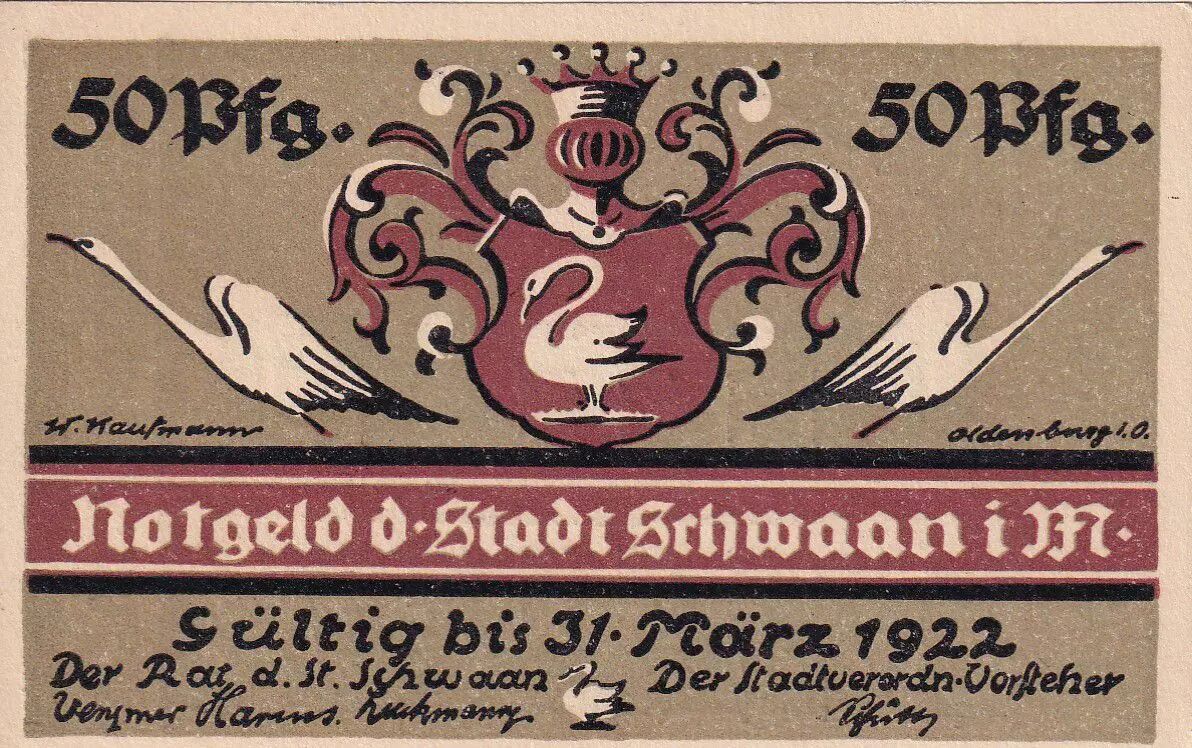 50 Pfg. 50 Pfg.
W. Kaufmann Oldenburg i. O.
Notgeld d. Stadt Schwaan i M.
Gültig bis 31. März 1922
Der Rat d. St. Schwaan Der Stadtverordn.-Vorsteher
Harms.